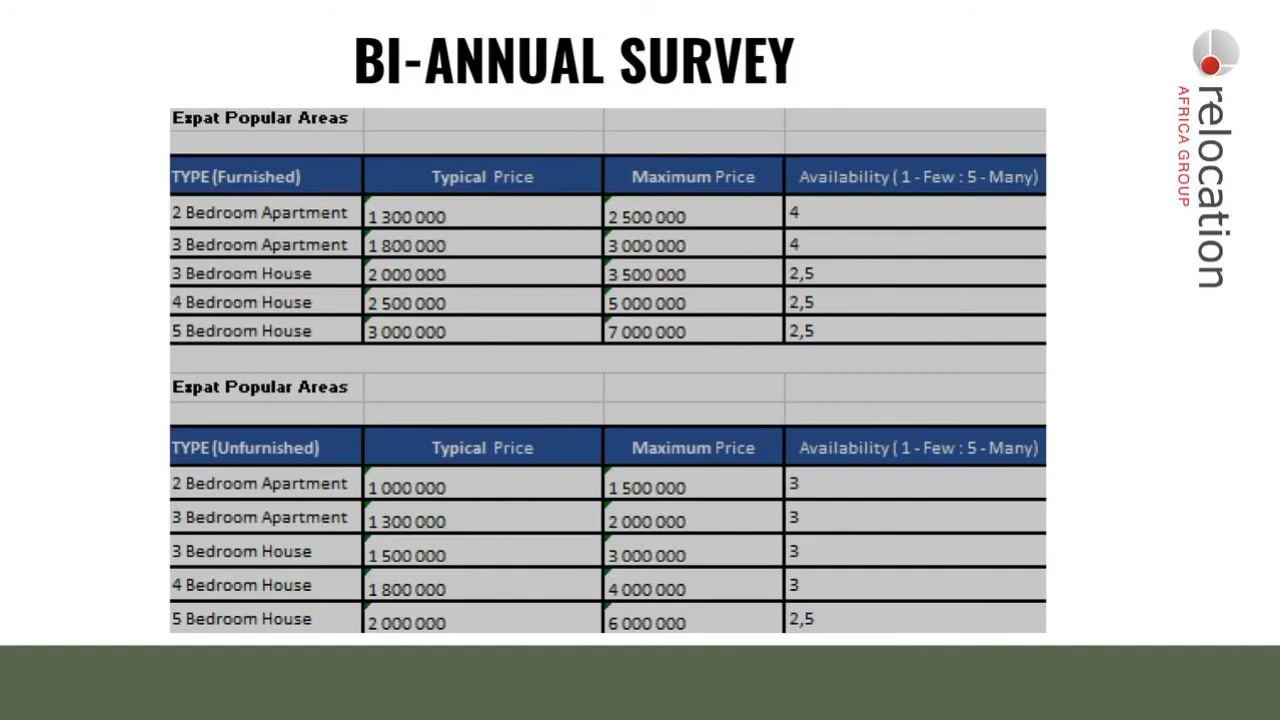 BI-ANNUAL SURVEY
relocation
AFRICA GROUP
Expat Popular Areas
TYPE (Furnished) Typical Price Maximum Price Availability ( 1 - Few : 5 - Many)
2 Bedroom Apartment 1 300 000 2 500 000 4
3 Bedroom Apartment 1 800 000 3 000 000 4
3 Bedroom House 2 000 000 3 500 000 2,5
4 Bedroom House 2 500 000 5 000 000 2,5
5 Bedroom House 3 000 000 7 000 000 2,5
Expat Popular Areas
TYPE (Unfurnished) Typical Price Maximum Price Availability ( 1 - Few : 5 - Many)
2 Bedroom Apartment 1 000 000 1 500 000 3
3 Bedroom Apartment 1 300 000 2 000 000 3
3 Bedroom House 1 500 000 3 000 000 3
4 Bedroom House 1 800 000 4 000 000 3
5 Bedroom House 2 000 000 6 000 000 2,5